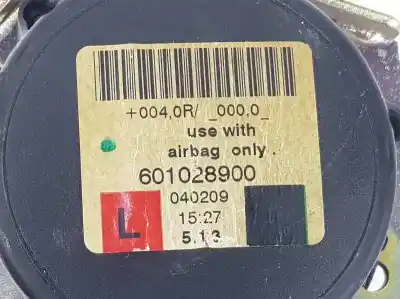 +004,0R/ _000,0_
use with
airbag only .
601028900
040209
L
15:27
5.13